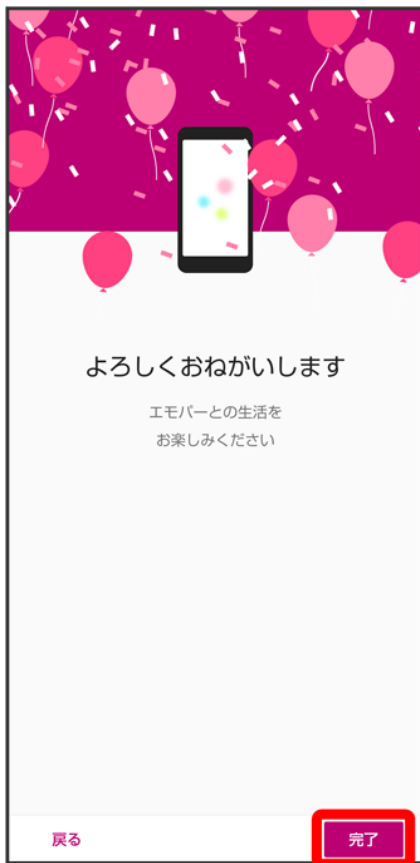 よろしくおねがいします
エモパーとの生活を
お楽しみください
戻る
完了